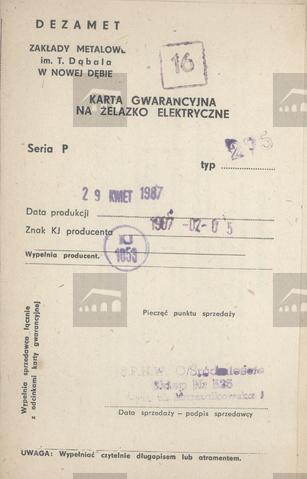 DEZAMET
ZAKŁADY METALOWE
im. T. Dąbala
W NOWEJ DĘBIE
16
KARTA GWARANCYJNA
NA ŻELAZKO ELEKTRYCZNE
Seria P
typ
29 KWIET 1987
Data produkcji
1987 -02- 05
Znak KJ producenta
KJ
1053
Wypełnia producent.
Wypełnia sprzedawca łącznie
z odcinkami karty gwarancyjnej
Pieczęć punktu sprzedaży
Data sprzedaży – podpis sprzedawcy
UWAGA: Wypełniać czytelnie długopisem lub atramentem.